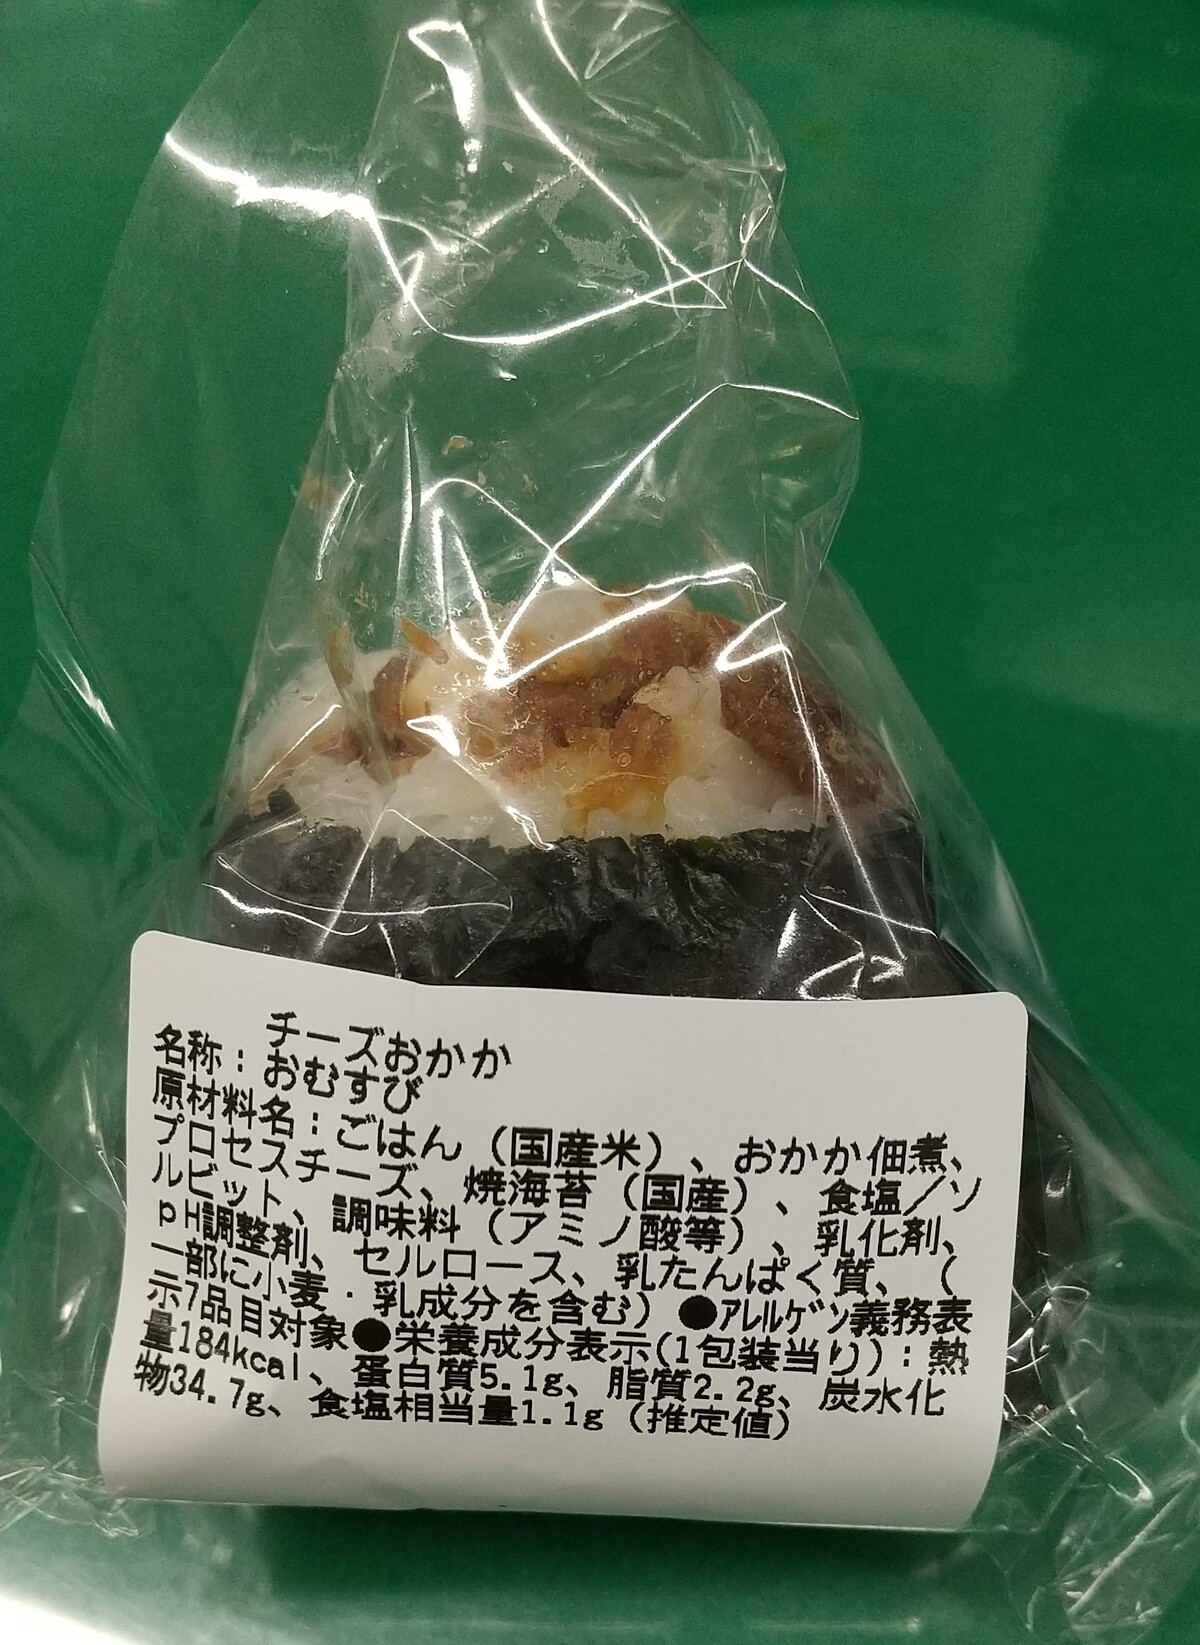 チーズおかか
名称：おむすび
原材料名：ごはん（国産米）、おかか佃煮、
プロセスチーズ、焼海苔（国産）、食塩／ソ
ルビット、調味料（アミノ酸等）、乳化剤、
ｐH調整剤、セルロース、乳たんぱく質、（
一部に小麦・乳成分を含む）●ｱﾚﾙｹﾞﾝ義務表
示7品目対象●栄養成分表示(1包装当り):熱
量184kcal、蛋白質5.1g、脂質2.2g、炭水化
物34.7g、食塩相当量1.1g（推定値）